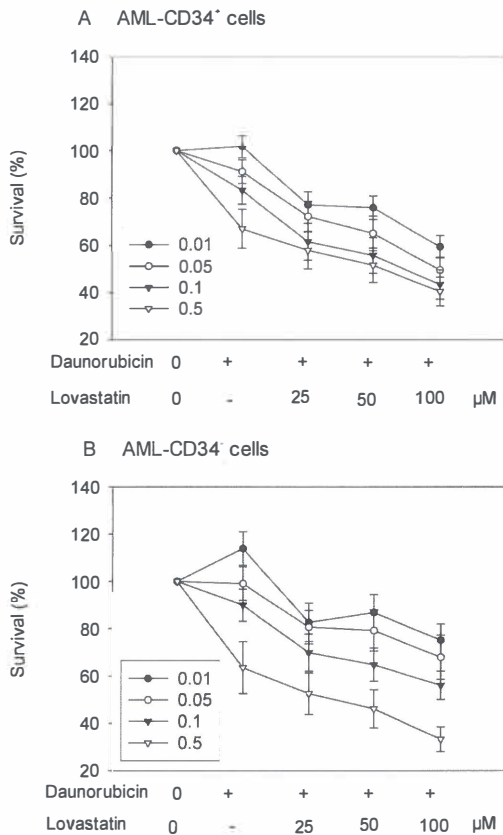 A AML-CD34⁺ cells
140
120
100
80
60
40
20
Survival (%)
0.01
0.05
0.1
0.5
Daunorubicin 0 + + + +
Lovastatin 0 - 25 50 100 µM
B AML-CD34⁻ cells
140
120
100
80
60
40
20
Survival (%)
0.01
0.05
0.1
0.5
Daunorubicin 0 + + + +
Lovastatin 0 - 25 50 100 µM